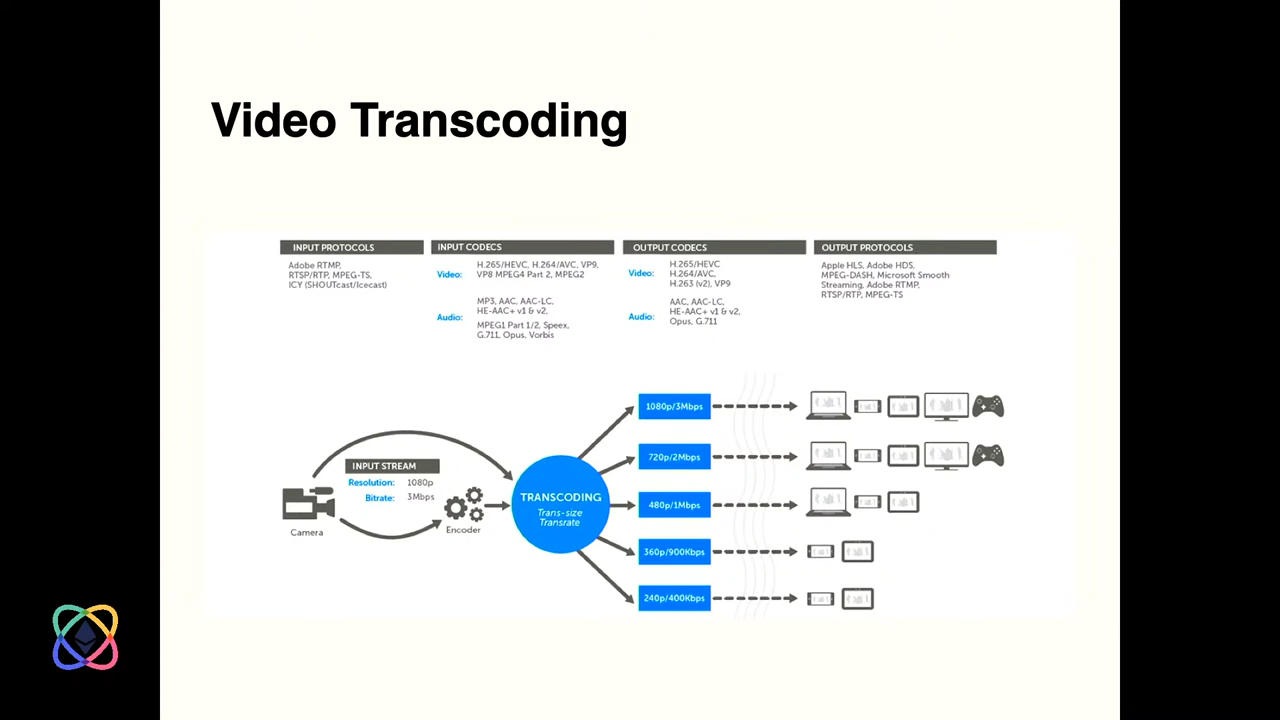 Video Transcoding
INPUT PROTOCOLS
Adobe RTMP,
RTSP/RTP, MPEG-TS,
ICY (SHOUTcast/Icecast)
INPUT CODECS
Video:
H.265/HEVC, H.264/AVC, VP9,
VP8 MPEG4 Part 2, MPEG2
Audio:
MP3, AAC, AAC-LC,
HE-AAC+ v1 & v2,
MPEG1 Part 1/2, Speex,
G.711, Opus, Vorbis
OUTPUT CODECS
Video:
H.265/HEVC
H.264/AVC,
H.263 (v2), VP9
Audio:
AAC, AAC-LC,
HE-AAC+ v1 & v2,
Opus, G.711
OUTPUT PROTOCOLS
Apple HLS, Adobe HDS,
MPEG-DASH, Microsoft Smooth
Streaming, Adobe RTMP,
RTSP/RTP, MPEG-TS
INPUT STREAM
Resolution: 1080p
Bitrate: 3Mbps
Camera
Encoder
TRANSCODING
Trans-size
Transrate
1080p/3Mbps
720p/2Mbps
480p/1Mbps
360p/900Kbps
240p/400Kbps